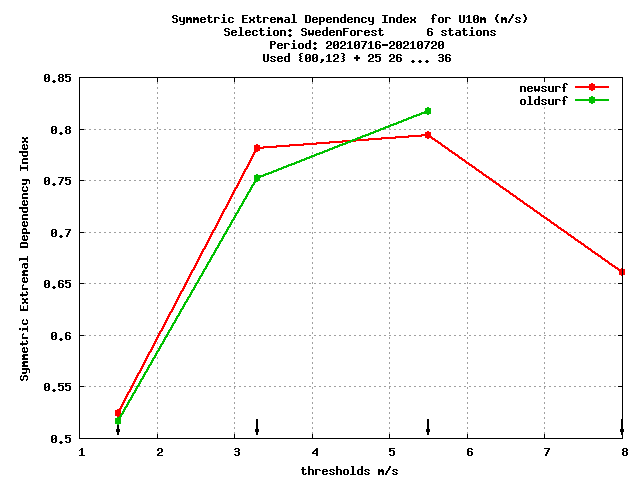 Symmetric Extremal Dependency Index  for U10m (m/s)
Selection: SwedenForest      6 stations
Period: 20210716-20210720
Used {00,12} + 25 26 ... 36
newsurf
oldsurf
Symmetric Extremal Dependency Index
0.85
0.8
0.75
0.7
0.65
0.6
0.55
0.5
1 2 3 4 5 6 7 8
thresholds m/s